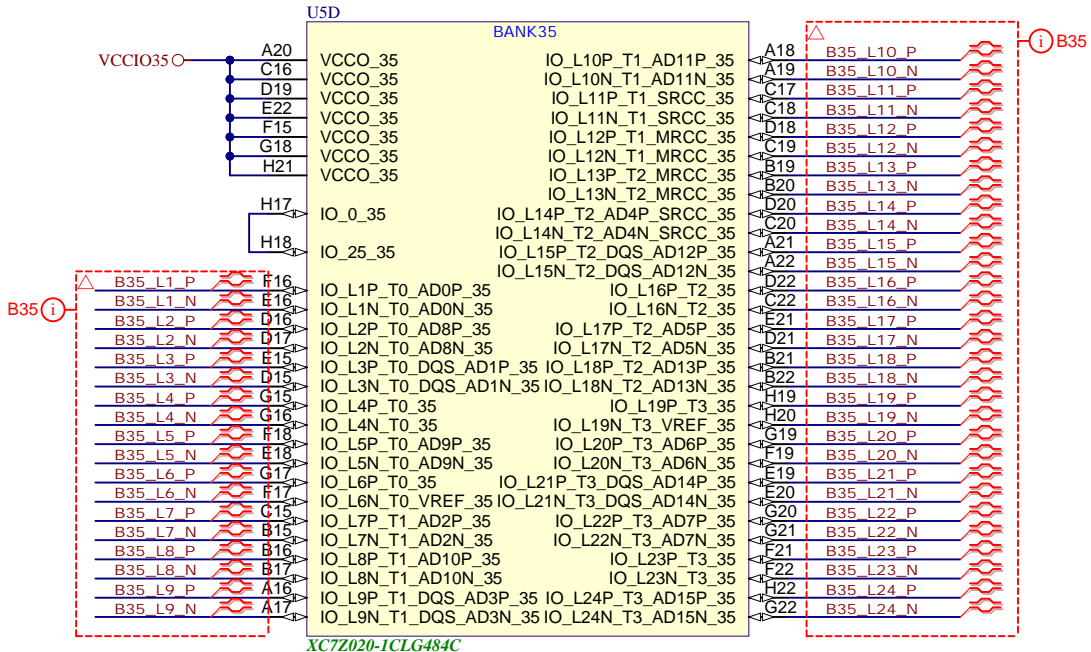 U5D
BANK35
VCCIO35
A20 VCCO_35
C16 VCCO_35
D19 VCCO_35
E22 VCCO_35
F15 VCCO_35
G18 VCCO_35
H21 VCCO_35
H17 IO_0_35
H18 IO_25_35
B35
B35_L1_P F16 IO_L1P_T0_AD0P_35
B35_L1_N E16 IO_L1N_T0_AD0N_35
B35_L2_P D16 IO_L2P_T0_AD8P_35
B35_L2_N D17 IO_L2N_T0_AD8N_35
B35_L3_P E15 IO_L3P_T0_DQS_AD1P_35
B35_L3_N D15 IO_L3N_T0_DQS_AD1N_35
B35_L4_P G15 IO_L4P_T0_35
B35_L4_N G16 IO_L4N_T0_35
B35_L5_P F18 IO_L5P_T0_AD9P_35
B35_L5_N E18 IO_L5N_T0_AD9N_35
B35_L6_P G17 IO_L6P_T0_35
B35_L6_N F17 IO_L6N_T0_VREF_35
B35_L7_P C15 IO_L7P_T1_AD2P_35
B35_L7_N B15 IO_L7N_T1_AD2N_35
B35_L8_P B16 IO_L8P_T1_AD10P_35
B35_L8_N B17 IO_L8N_T1_AD10N_35
B35_L9_P A16 IO_L9P_T1_DQS_AD3P_35
B35_L9_N A17 IO_L9N_T1_DQS_AD3N_35
IO_L10P_T1_AD11P_35 A18 B35_L10_P
IO_L10N_T1_AD11N_35 A19 B35_L10_N
IO_L11P_T1_SRCC_35 C17 B35_L11_P
IO_L11N_T1_SRCC_35 C18 B35_L11_N
IO_L12P_T1_MRCC_35 D18 B35_L12_P
IO_L12N_T1_MRCC_35 C19 B35_L12_N
IO_L13P_T2_MRCC_35 B19 B35_L13_P
IO_L13N_T2_MRCC_35 B20 B35_L13_N
IO_L14P_T2_AD4P_SRCC_35 D20 B35_L14_P
IO_L14N_T2_AD4N_SRCC_35 C20 B35_L14_N
IO_L15P_T2_DQS_AD12P_35 A21 B35_L15_P
IO_L15N_T2_DQS_AD12N_35 A22 B35_L15_N
IO_L16P_T2_35 D22 B35_L16_P
IO_L16N_T2_35 C22 B35_L16_N
IO_L17P_T2_AD5P_35 E21 B35_L17_P
IO_L17N_T2_AD5N_35 D21 B35_L17_N
IO_L18P_T2_AD13P_35 B21 B35_L18_P
IO_L18N_T2_AD13N_35 B22 B35_L18_N
IO_L19P_T3_35 H19 B35_L19_P
IO_L19N_T3_VREF_35 H20 B35_L19_N
IO_L20P_T3_AD6P_35 G19 B35_L20_P
IO_L20N_T3_AD6N_35 F19 B35_L20_N
IO_L21P_T3_DQS_AD14P_35 E19 B35_L21_P
IO_L21N_T3_DQS_AD14N_35 E20 B35_L21_N
IO_L22P_T3_AD7P_35 G20 B35_L22_P
IO_L22N_T3_AD7N_35 G21 B35_L22_N
IO_L23P_T3_35 F21 B35_L23_P
IO_L23N_T3_35 F22 B35_L23_N
IO_L24P_T3_AD15P_35 H22 B35_L24_P
IO_L24N_T3_AD15N_35 G22 B35_L24_N
i B35
i
XC7Z020-1CLG484C